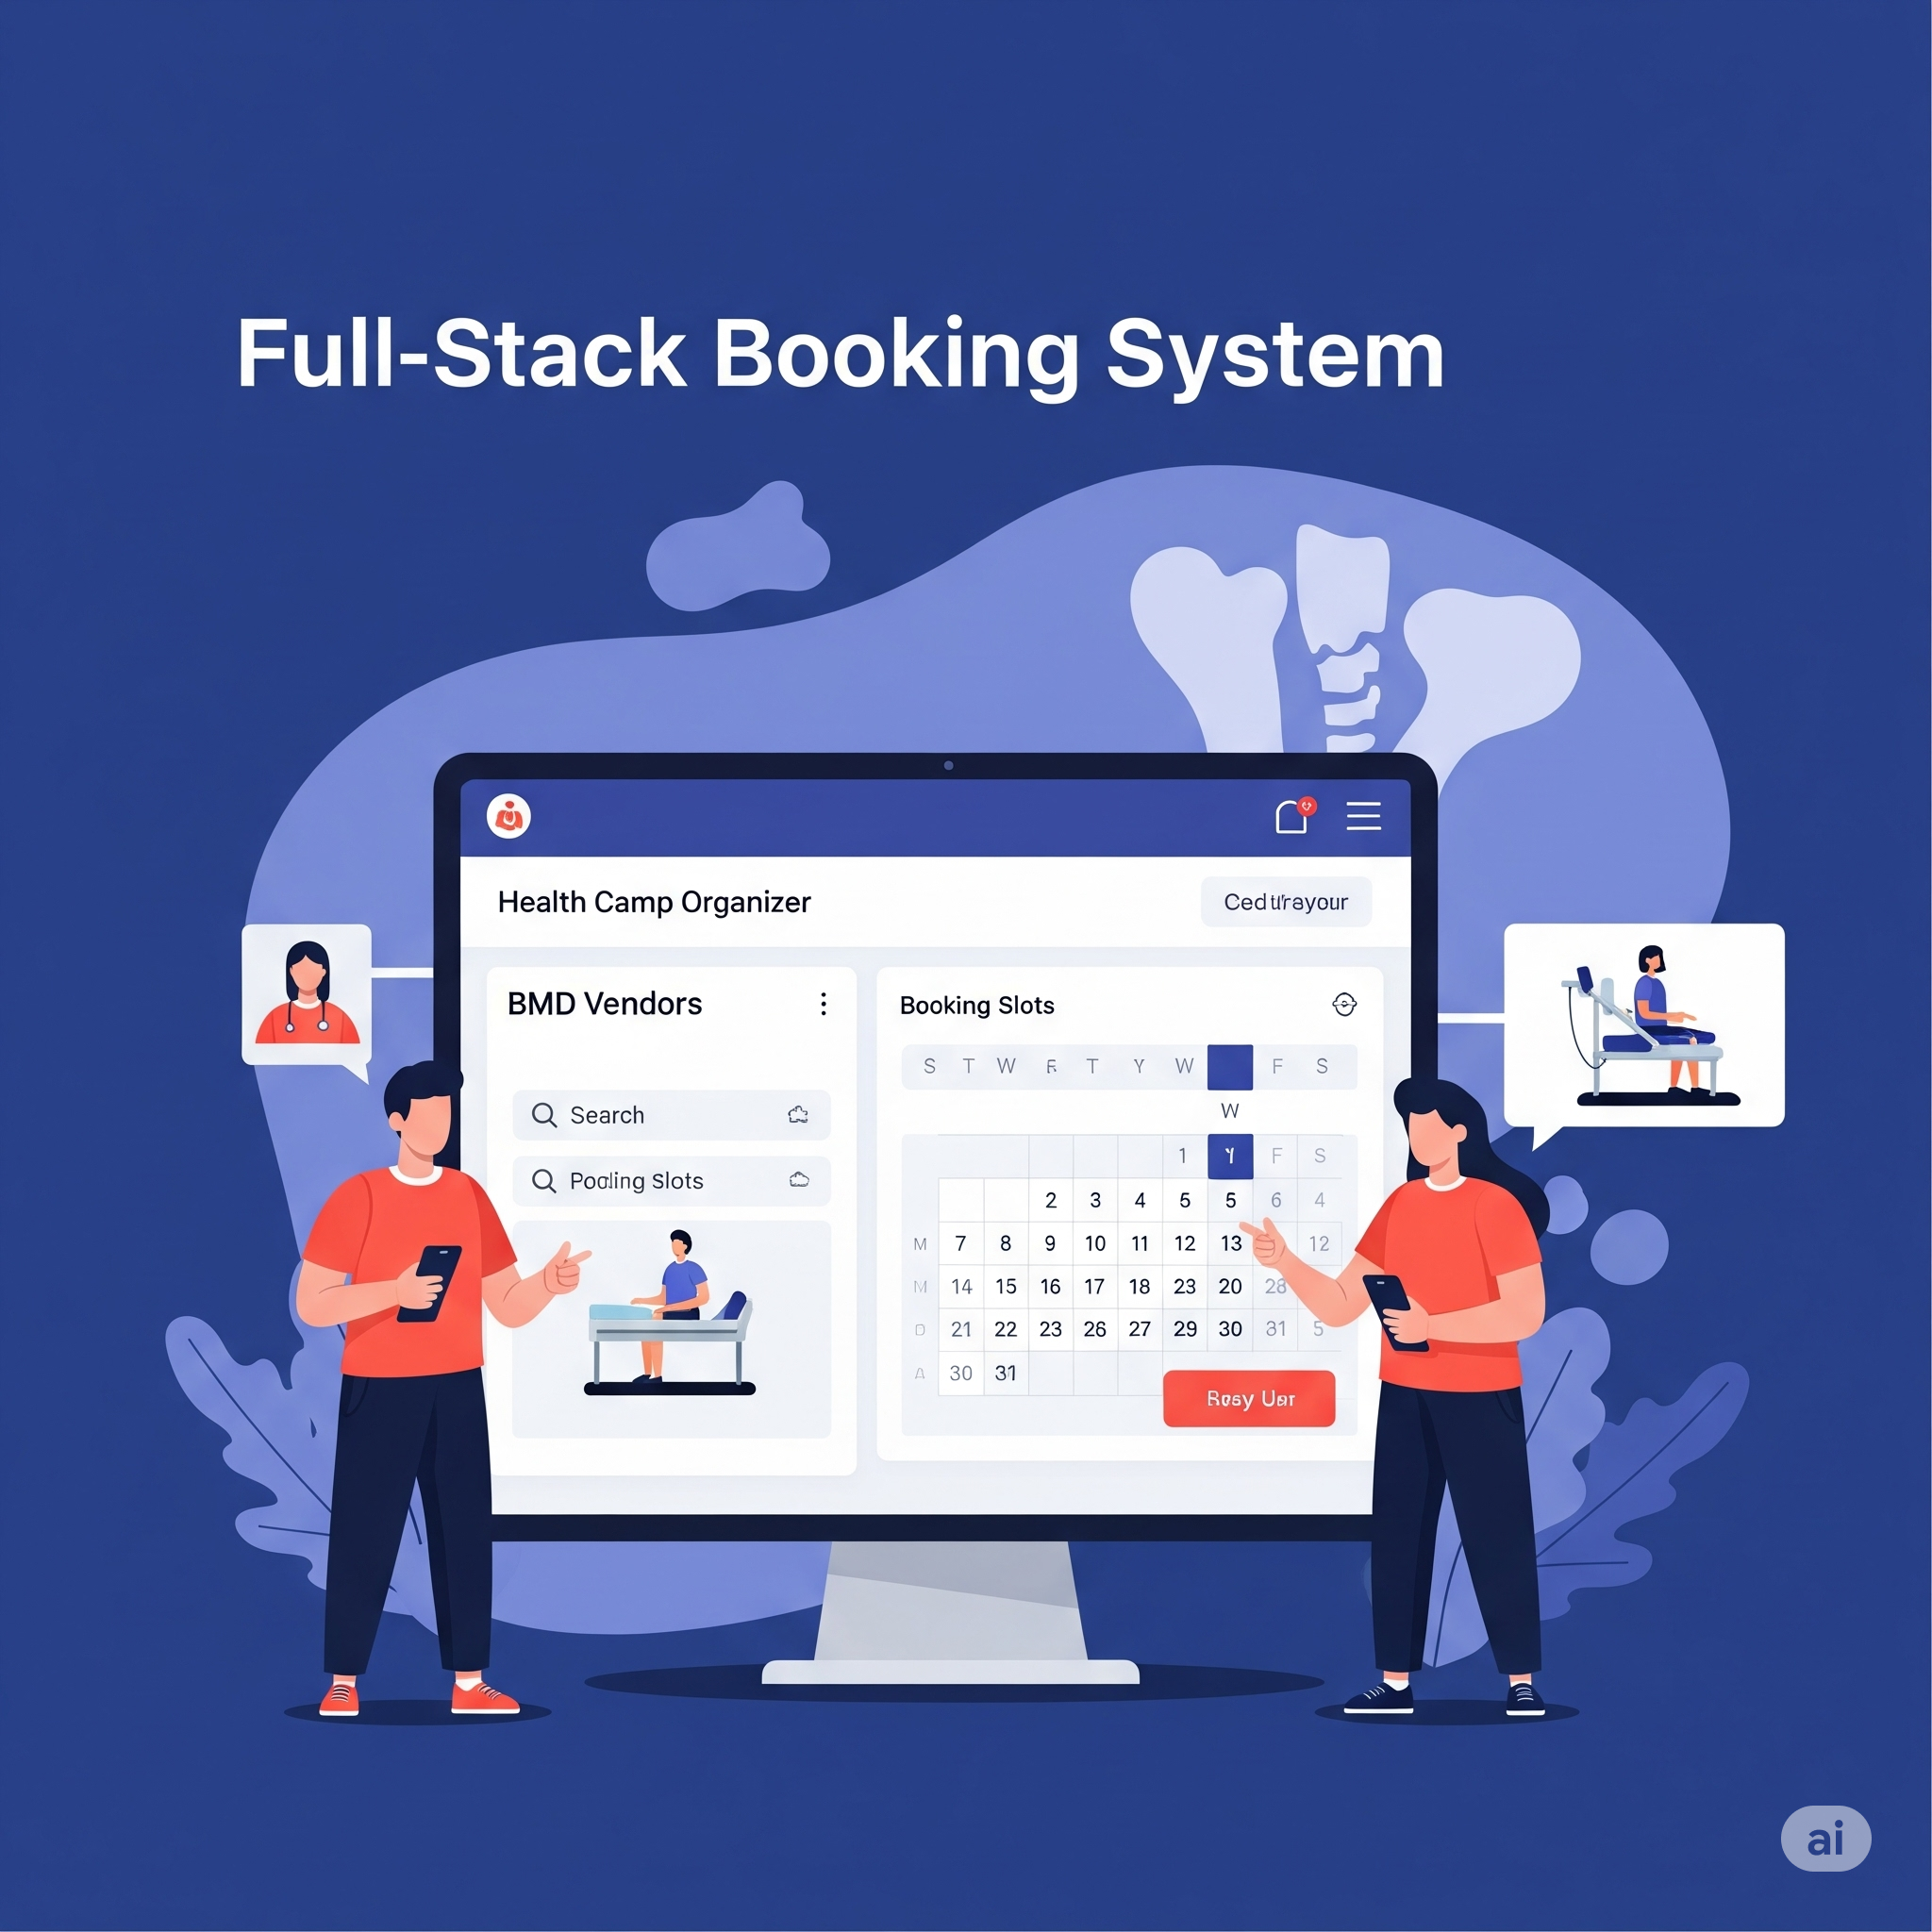 Full-Stack Booking System
Health Camp Organizer
BMD Vendors
Booking Slots
S T W T Y W F S
W
Search
1 Y F S
Slots
2 3 4 5 5 6 4
M 7 8 9 10 11 12 13 12
M 14 15 16 17 18 23 20 28
21 22 23 26 27 29 30 31 5
A 30 31
ai